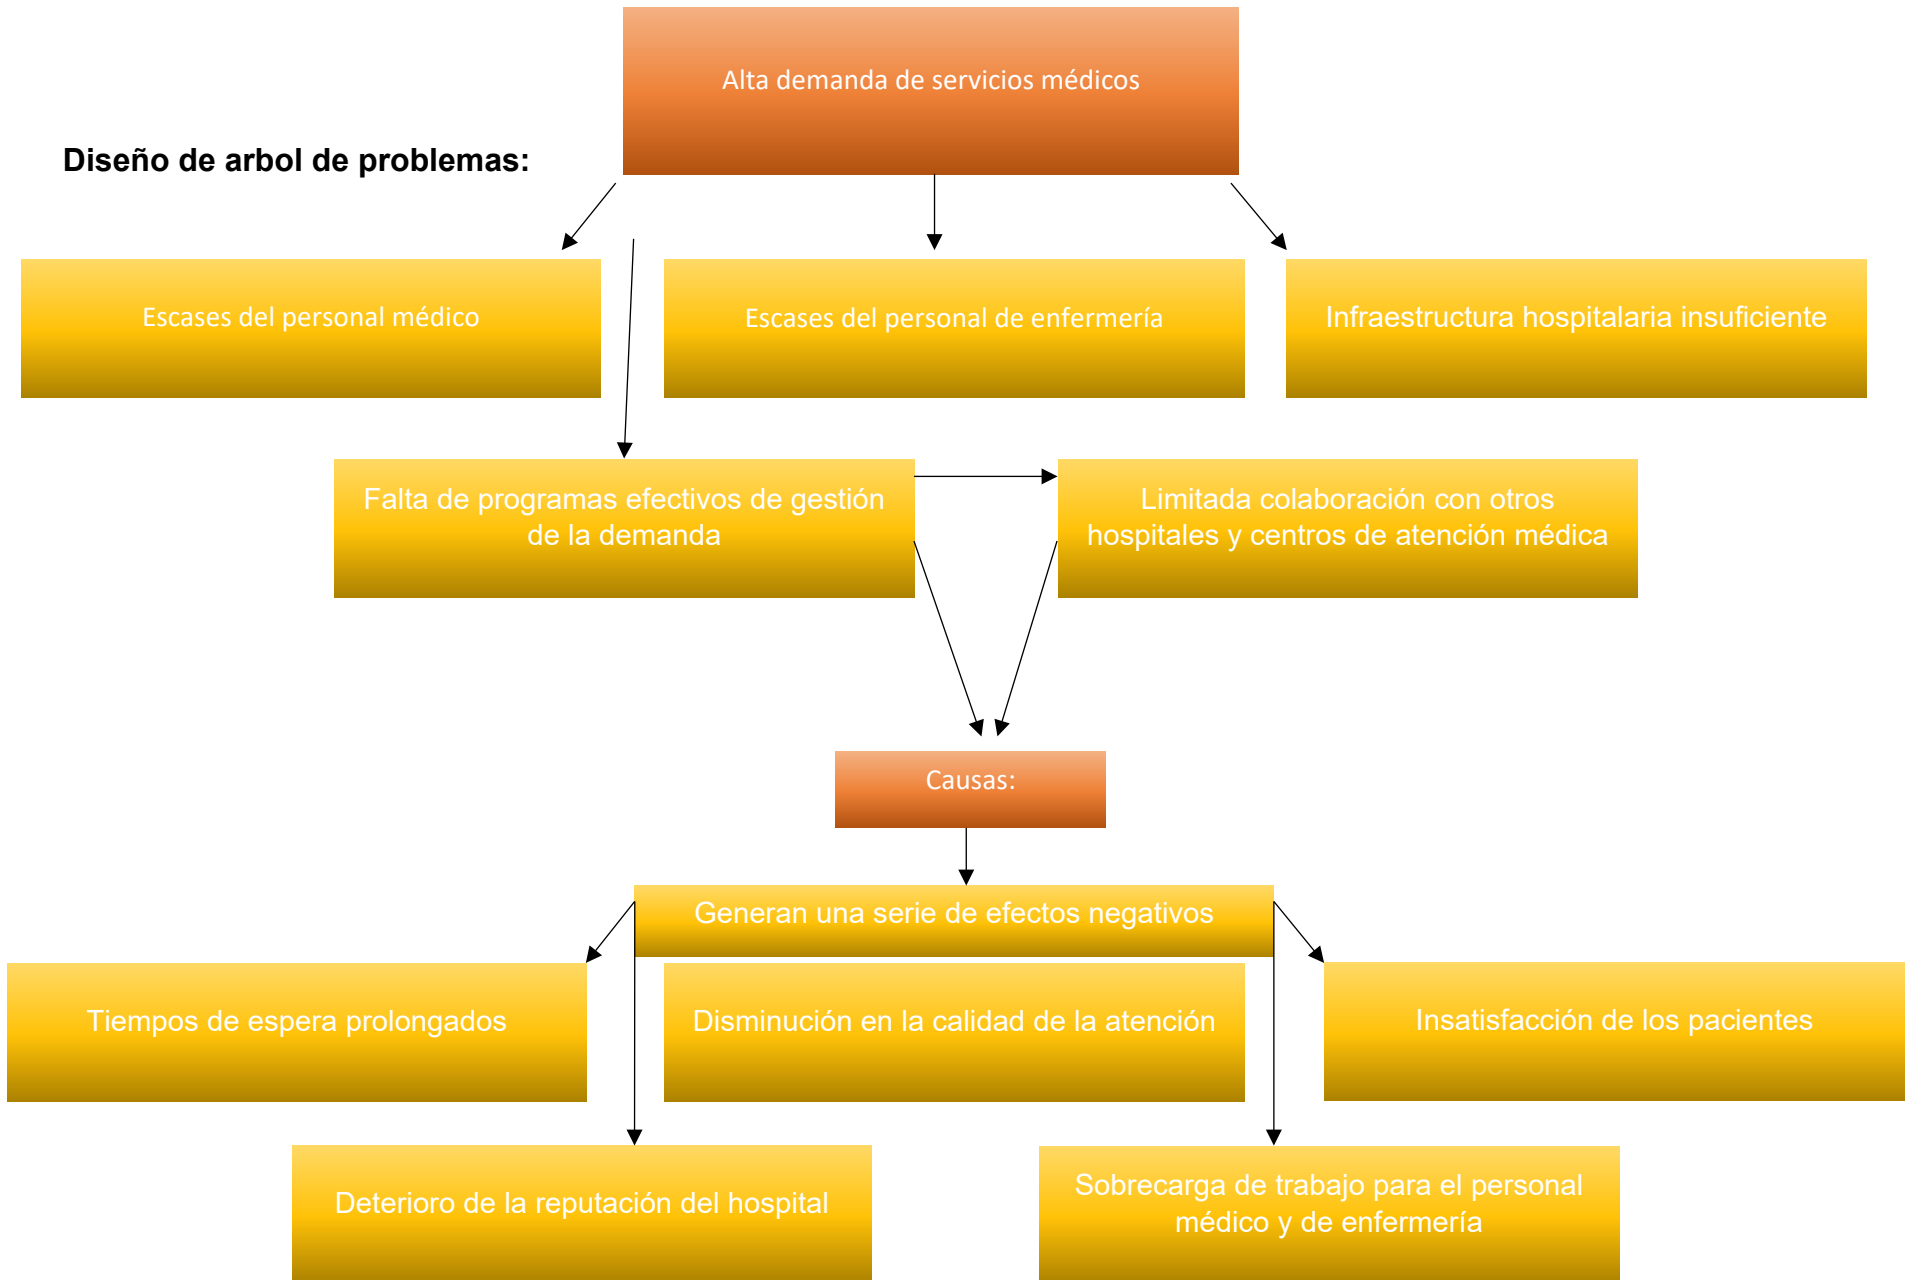 Alta demanda de servicios médicos
Diseño de arbol de problemas:
Escases del personal médico
Escases del personal de enfermería
Infraestructura hospitalaria insuficiente
Falta de programas efectivos de gestión
de la demanda
Limitada colaboración con otros
hospitales y centros de atención médica
Causas:
Generan una serie de efectos negativos
Tiempos de espera prolongados
Disminución en la calidad de la atención
Insatisfacción de los pacientes
Deterioro de la reputación del hospital
Sobrecarga de trabajo para el personal
médico y de enfermería